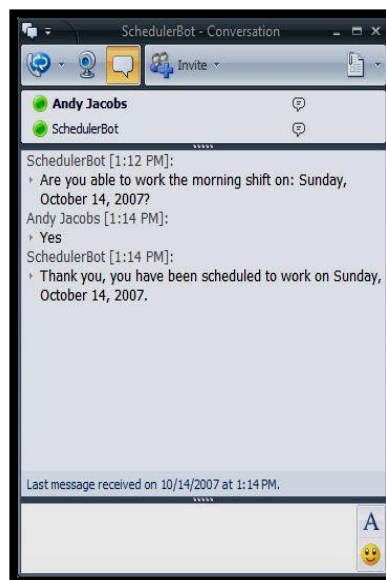 SchedulerBot - Conversation
Invite
Andy Jacobs
SchedulerBot
SchedulerBot [1:12 PM]:
Are you able to work the morning shift on: Sunday,
October 14, 2007?
Andy Jacobs [1:14 PM]:
Yes
SchedulerBot [1:14 PM]:
Thank you, you have been scheduled to work on Sunday,
October 14, 2007.
Last message received on 10/14/2007 at 1:14 PM.
A